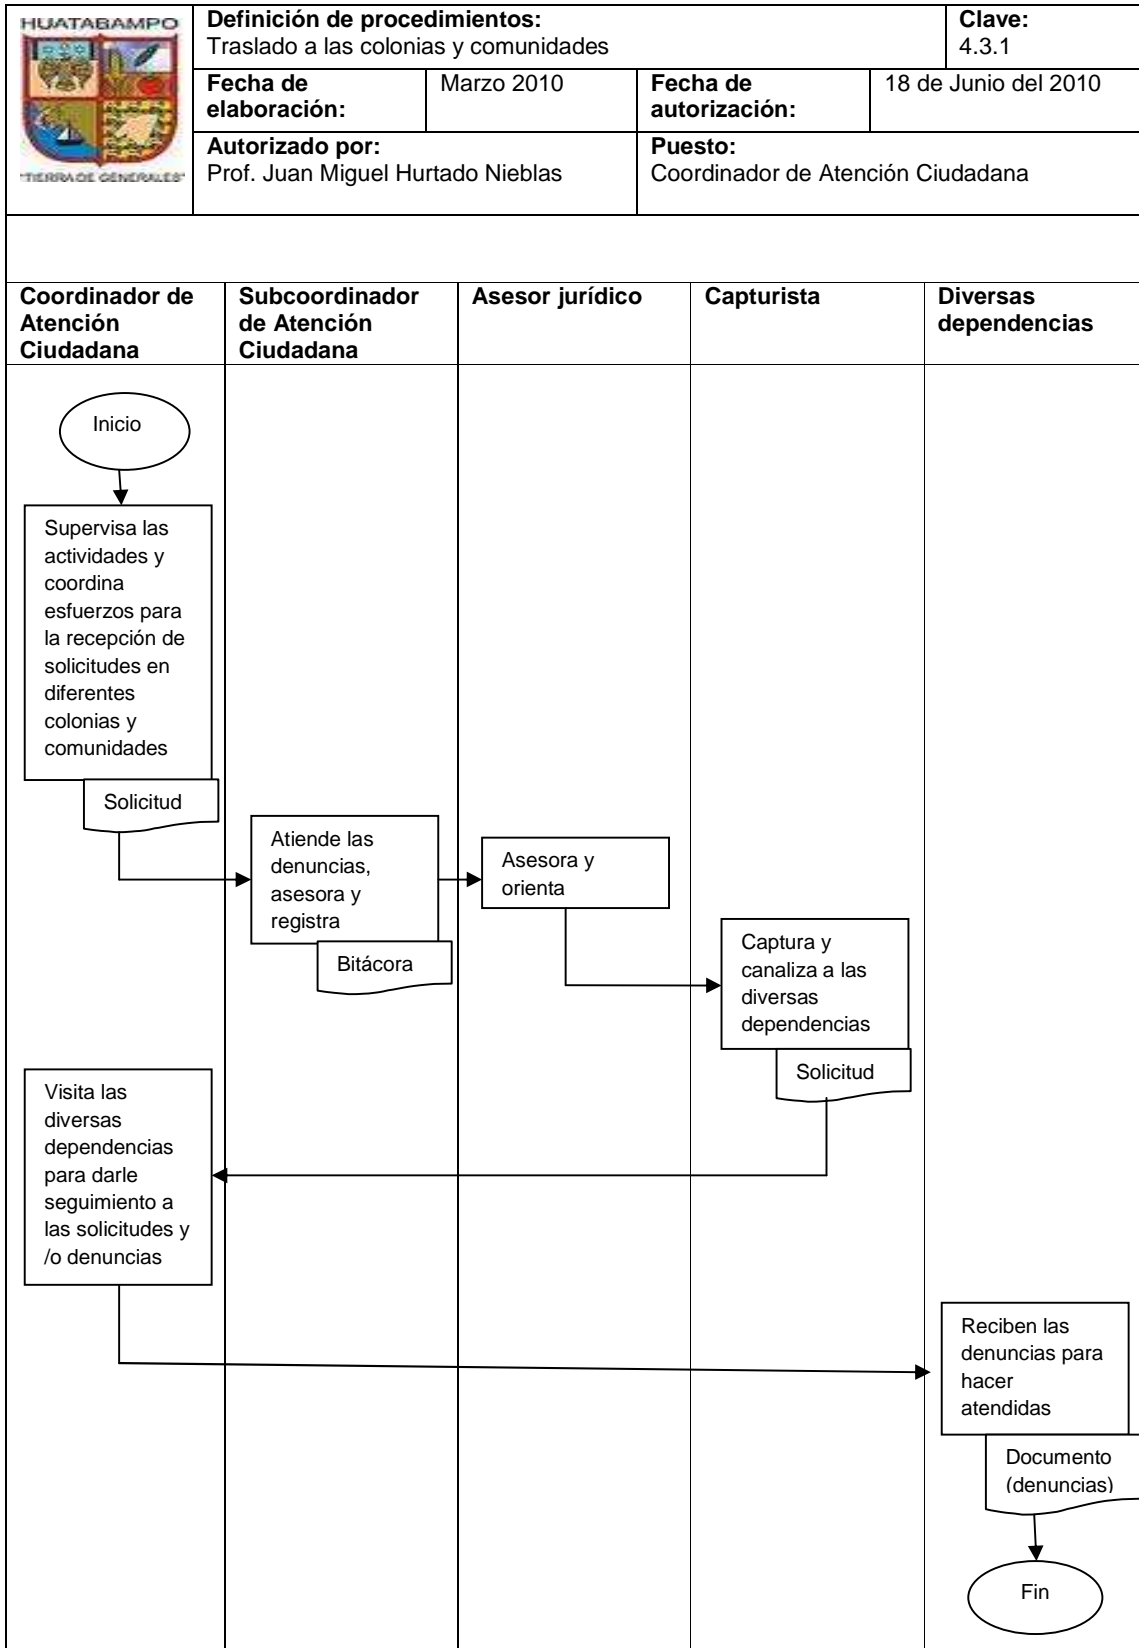 HUATABAMPO
"TIERRA DE GENERALES"
Definición de procedimientos:
Traslado a las colonias y comunidades
Clave:
4.3.1
Fecha de
elaboración:
Marzo 2010
Fecha de
autorización:
18 de Junio del 2010
Autorizado por:
Prof. Juan Miguel Hurtado Nieblas
Puesto:
Coordinador de Atención Ciudadana
Coordinador de
Atención
Ciudadana
Subcoordinador
de Atención
Ciudadana
Asesor jurídico
Capturista
Diversas
dependencias
Inicio
Supervisa las
actividades y
coordina
esfuerzos para
la recepción de
solicitudes en
diferentes
colonias y
comunidades
Solicitud
Atiende las
denuncias,
asesora y
registra
Bitácora
Asesora y
orienta
Captura y
canaliza a las
diversas
dependencias
Solicitud
Visita las
diversas
dependencias
para darle
seguimiento a
las solicitudes y
/o denuncias
Reciben las
denuncias para
hacer
atendidas
Documento
(denuncias)
Fin